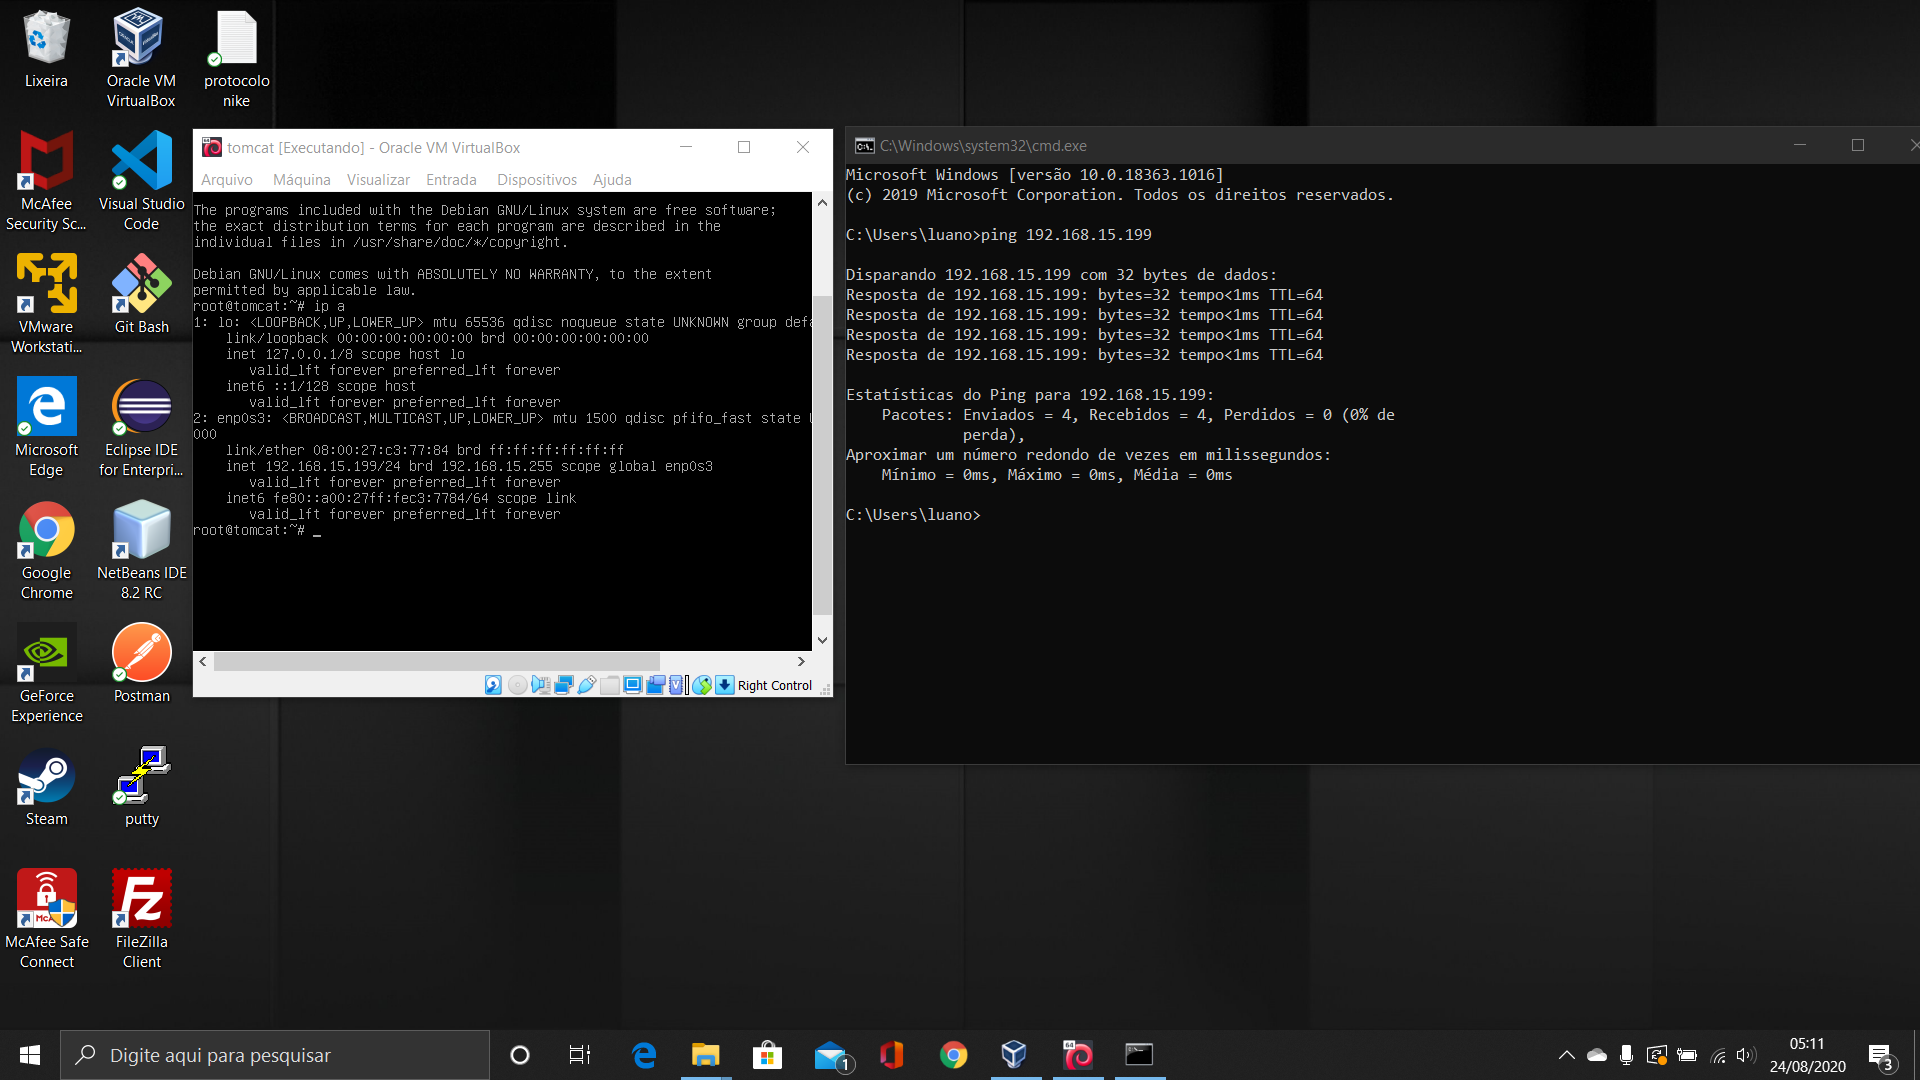 Lixeira
Oracle VM
VirtualBox
protocolo
nike
McAfee
Security Sc...
Visual Studio
Code
VMware
Workstati...
Git Bash
Microsoft
Edge
Eclipse IDE
for Enterpri...
Google
Chrome
NetBeans IDE
8.2 RC
GeForce
Experience
Postman
Steam
putty
McAfee Safe
Connect
FileZilla
Client
tomcat [Executando] - Oracle VM VirtualBox
Arquivo Máquina Visualizar Entrada Dispositivos Ajuda
The programs included with the Debian GNU/Linux system are free software;
the exact distribution terms for each program are described in the
individual files in /usr/share/doc/*/copyright.
Debian GNU/Linux comes with ABSOLUTELY NO WARRANTY, to the extent
permitted by applicable law.
root@tomcat:~# ip a
1: lo: <LOOPBACK,UP,LOWER_UP> mtu 65536 qdisc noqueue state UNKNOWN group defa
link/loopback 00:00:00:00:00:00 brd 00:00:00:00:00:00
inet 127.0.0.1/8 scope host lo
valid_lft forever preferred_lft forever
inet6 ::1/128 scope host
valid_lft forever preferred_lft forever
2: enp0s3: <BROADCAST,MULTICAST,UP,LOWER_UP> mtu 1500 qdisc pfifo_fast state U
000
link/ether 08:00:27:c3:77:84 brd ff:ff:ff:ff:ff:ff
inet 192.168.15.199/24 brd 192.168.15.255 scope global enp0s3
valid_lft forever preferred_lft forever
inet6 fe80::a00:27ff:fec3:7784/64 scope link
valid_lft forever preferred_lft forever
root@tomcat:~# _
Right Control
C:\Windows\system32\cmd.exe
Microsoft Windows [versão 10.0.18363.1016]
(c) 2019 Microsoft Corporation. Todos os direitos reservados.
C:\Users\luano>ping 192.168.15.199
Disparando 192.168.15.199 com 32 bytes de dados:
Resposta de 192.168.15.199: bytes=32 tempo<1ms TTL=64
Resposta de 192.168.15.199: bytes=32 tempo<1ms TTL=64
Resposta de 192.168.15.199: bytes=32 tempo<1ms TTL=64
Resposta de 192.168.15.199: bytes=32 tempo<1ms TTL=64
Estatísticas do Ping para 192.168.15.199:
Pacotes: Enviados = 4, Recebidos = 4, Perdidos = 0 (0% de
perda),
Aproximar um número redondo de vezes em milissegundos:
Mínimo = 0ms, Máximo = 0ms, Média = 0ms
C:\Users\luano>
Digite aqui para pesquisar
1
64
05:11
24/08/2020
3